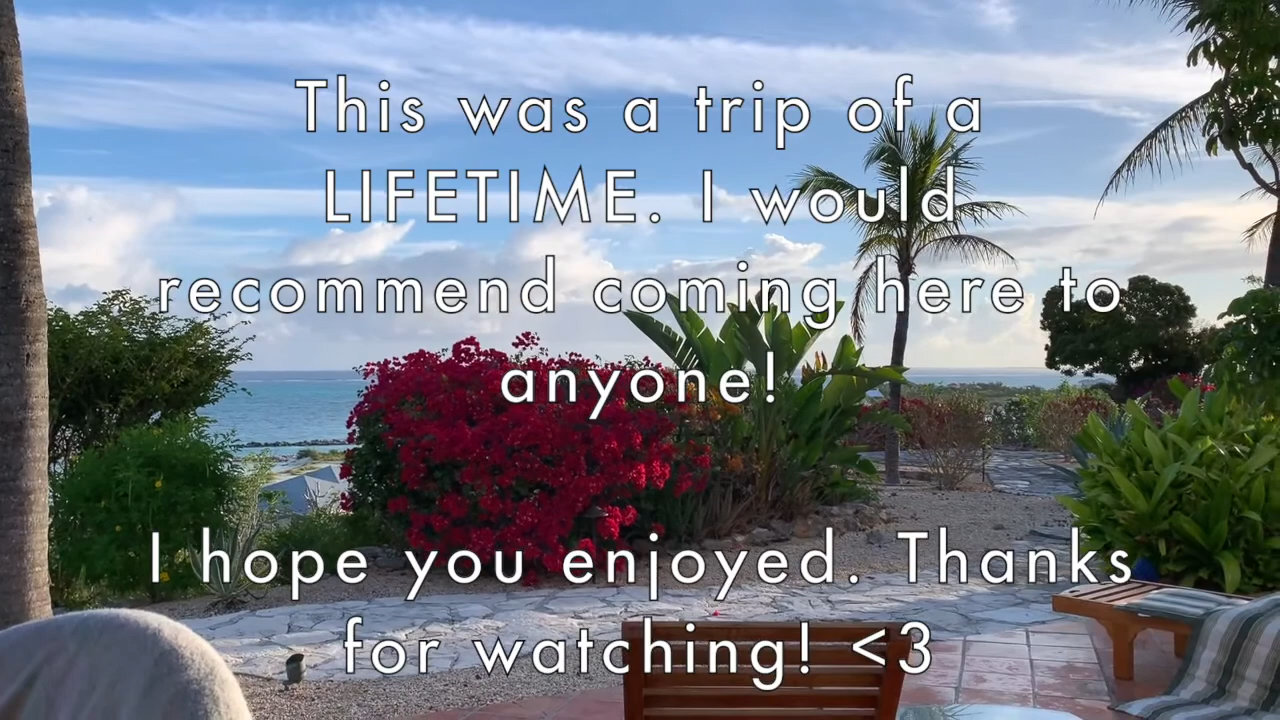 This was a trip of a
LIFETIME. I would
recommend coming here to
anyone!
I hope you enjoyed. Thanks
for watching! <3